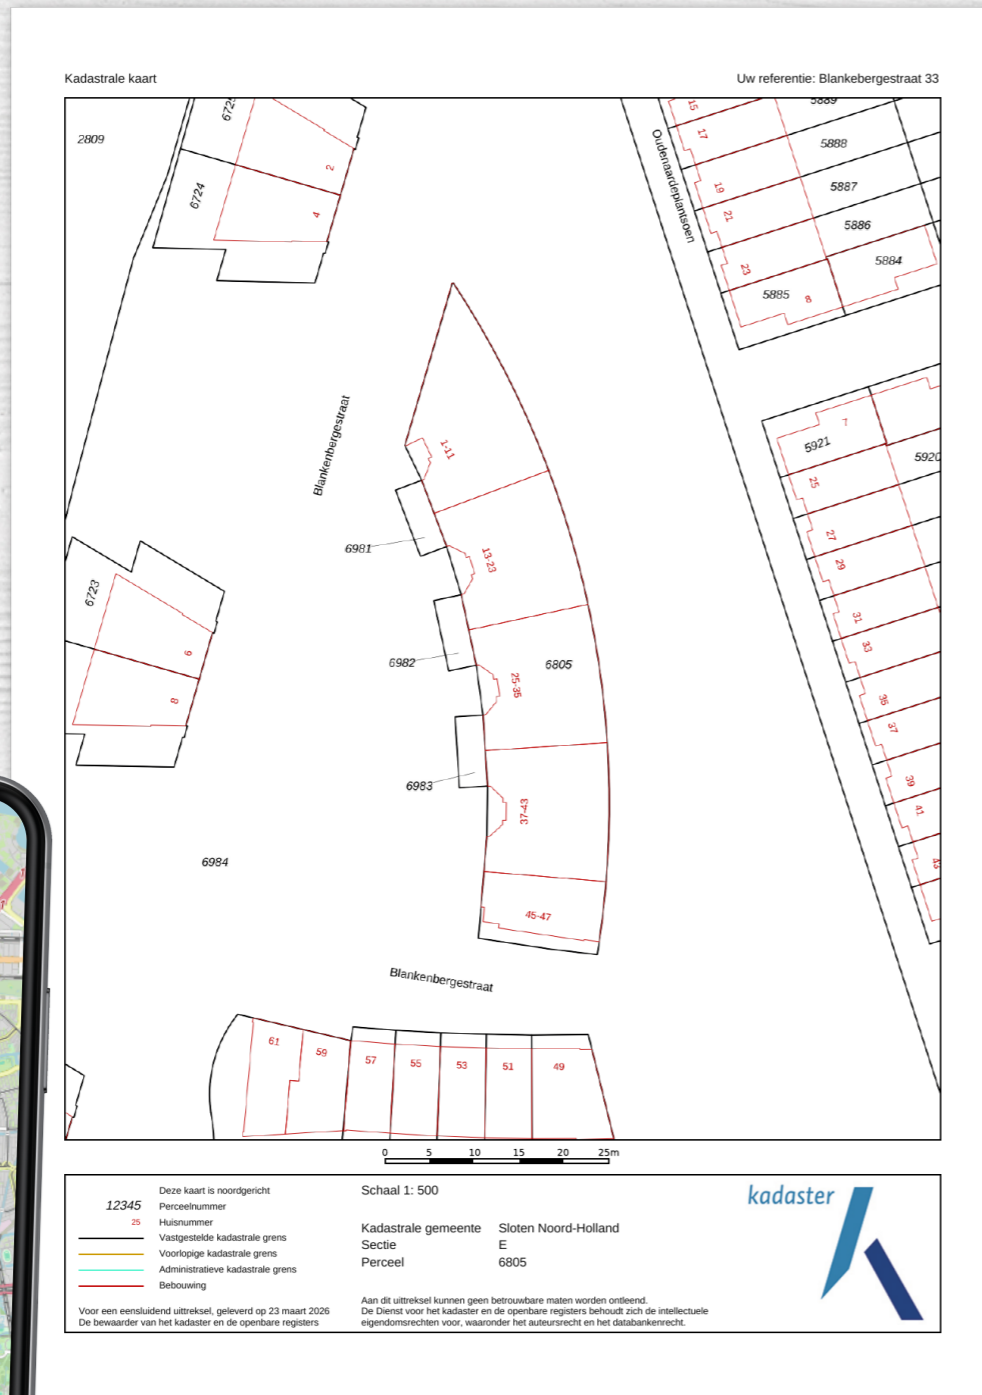 Kadastrale kaart
Uw referentie: Blankebergestraat 33
2809
6725
2
6724
4
15
17
19
21
23
Oudenaardeplantsoen
5889
5888
5887
5886
5884
5885
8
Blankenbergestraat
1-11
6981
13-23
6982
25-35
6805
6983
37-43
45-47
6984
6723
6
8
7
5921
5920
25
27
29
31
33
35
37
39
41
43
Blankenbergestraat
61
59
57
55
53
51
49
0 5 10 15 20 25m
Deze kaart is noordgericht
12345 Perceelnummer
25 Huisnummer
Vastgestelde kadastrale grens
Voorlopige kadastrale grens
Administratieve kadastrale grens
Bebouwing
Voor een eensluidend uittreksel, geleverd op 23 maart 2026
De bewaarder van het kadaster en de openbare registers
Schaal 1: 500
Kadastrale gemeente Sloten Noord-Holland
Sectie E
Perceel 6805
Aan dit uittreksel kunnen geen betrouwbare maten worden ontleend.
De Dienst voor het kadaster en de openbare registers behoudt zich de intellectuele
eigendomsrechten voor, waaronder het auteursrecht en het databankenrecht.
kadaster